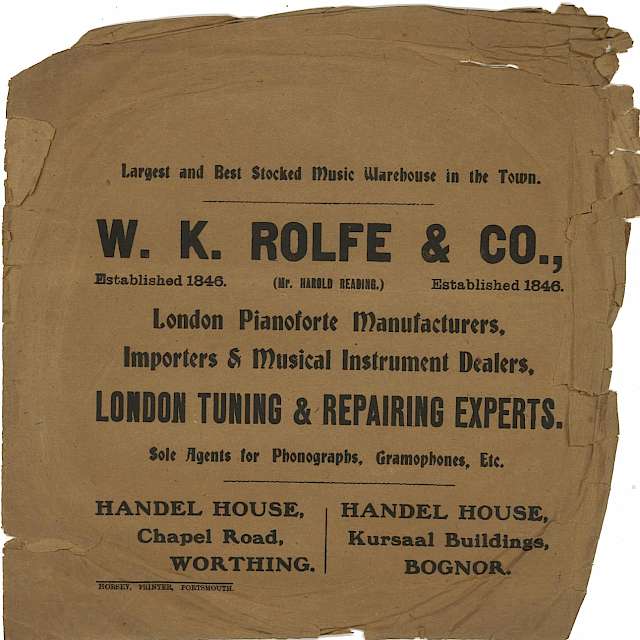 Largest and Best Stocked Music Warehouse in the Town.
W. K. ROLFE & CO.,
Established 1846. (Mr. HAROLD READING.) Established 1846.
London Pianoforte Manufacturers,
Importers & Musical Instrument Dealers,
LONDON TUNING & REPAIRING EXPERTS.
Sole Agents for Phonographs, Gramophones, Etc.
HANDEL HOUSE,
Chapel Road,
WORTHING.
HANDEL HOUSE,
Kursaal Buildings,
BOGNOR.
HORSEY, PRINTER, PORTSMOUTH.